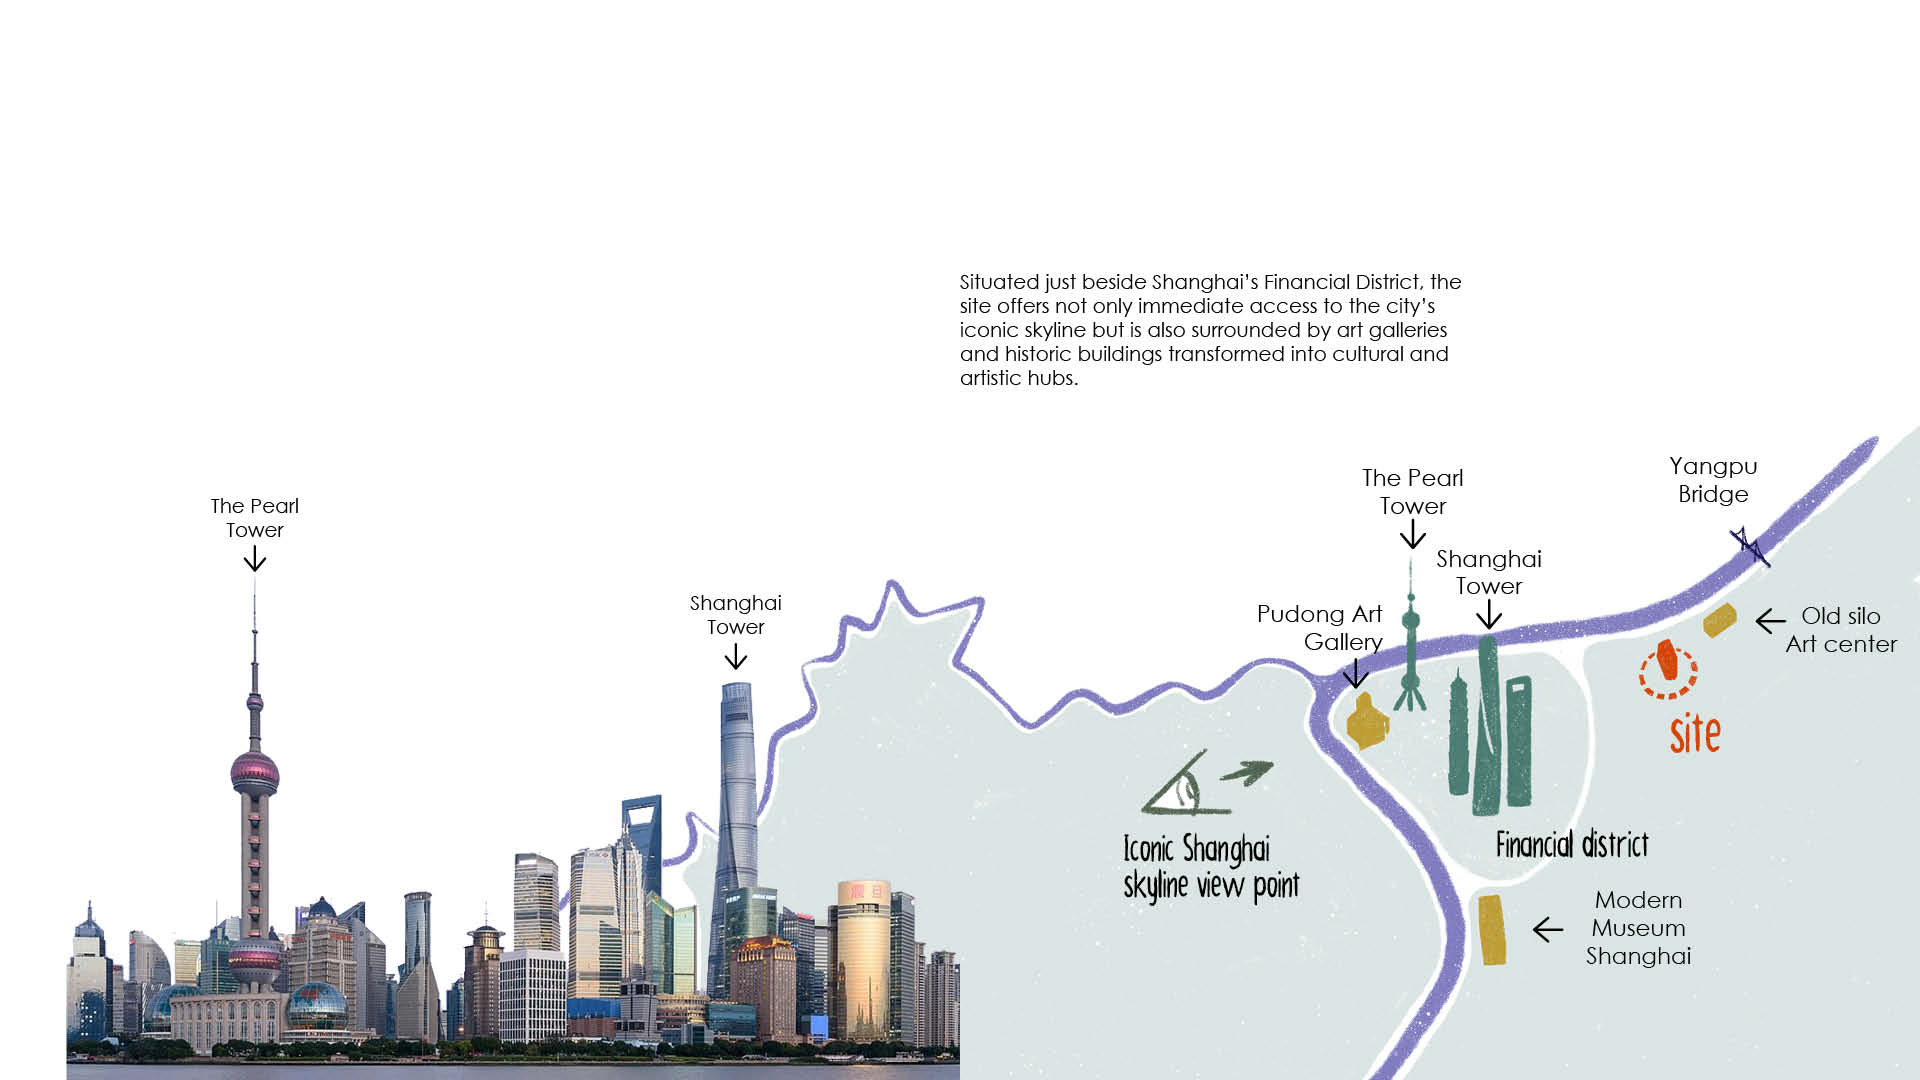 Situated just beside Shanghai's Financial District, the
site offers not only immediate access to the city's
iconic skyline but is also surrounded by art galleries
and historic buildings transformed into cultural and
artistic hubs.
The Pearl
Tower
Shanghai
Tower
The Pearl
Tower
Shanghai
Tower
Pudong Art
Gallery
Yangpu
Bridge
Old silo
Art center
site
Iconic Shanghai
skyline view point
Financial district
Modern
Museum
Shanghai
震旦